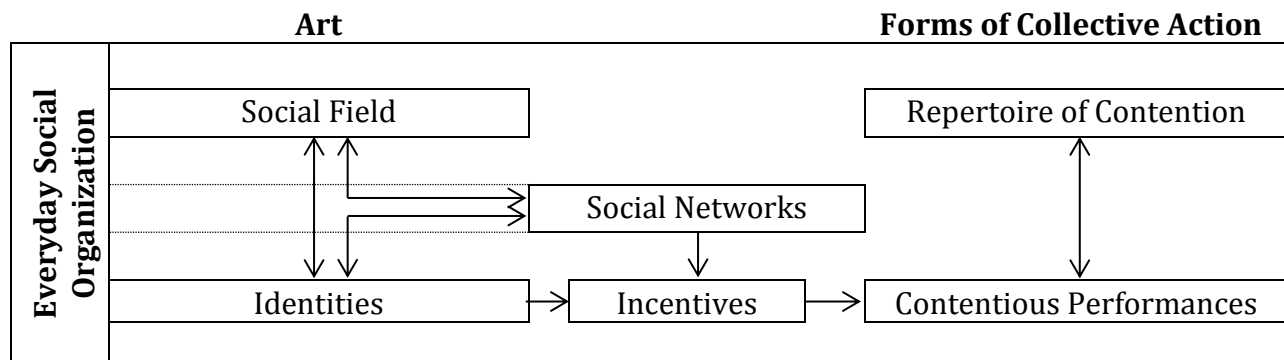 Art
Forms of Collective Action
Everyday Social
Organization
Social Field
Repertoire of Contention
Social Networks
Identities
Incentives
Contentious Performances